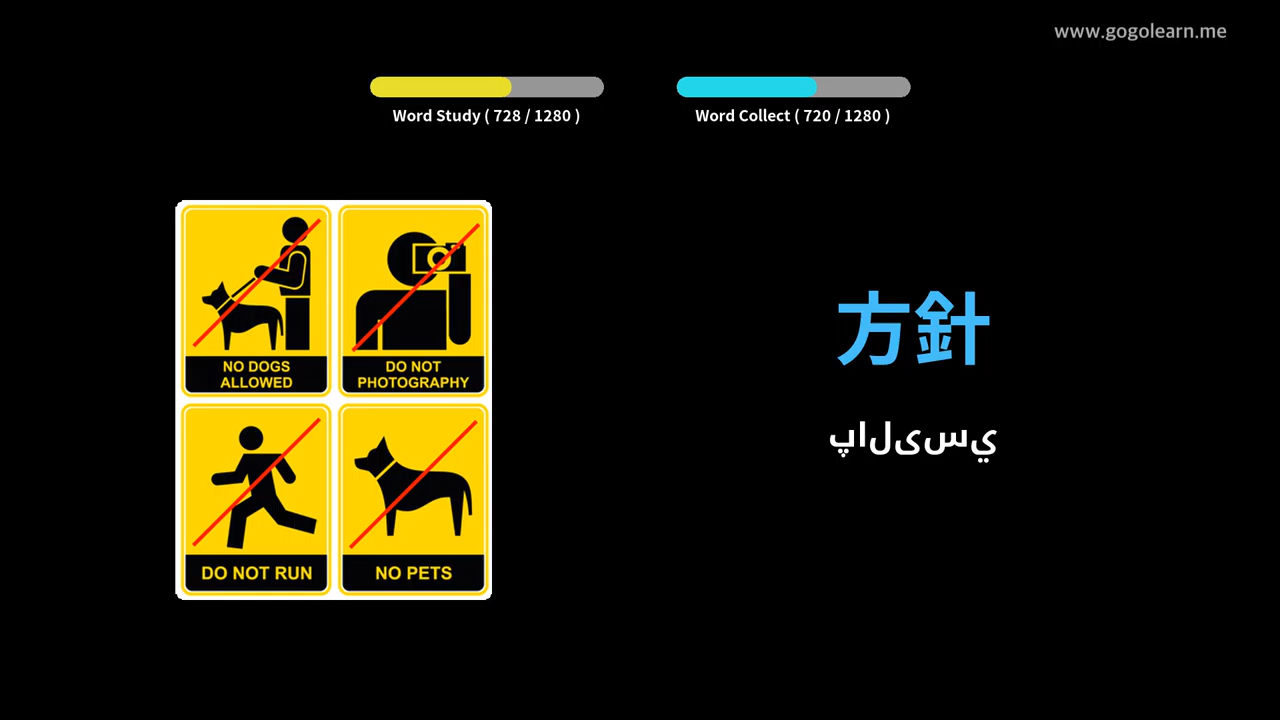 www.gogolearn.me
Word Study ( 728 / 1280 )
Word Collect ( 720 / 1280 )
NO DOGS
ALLOWED
DO NOT
PHOTOGRAPHY
DO NOT RUN
NO PETS
方針
پالیسي